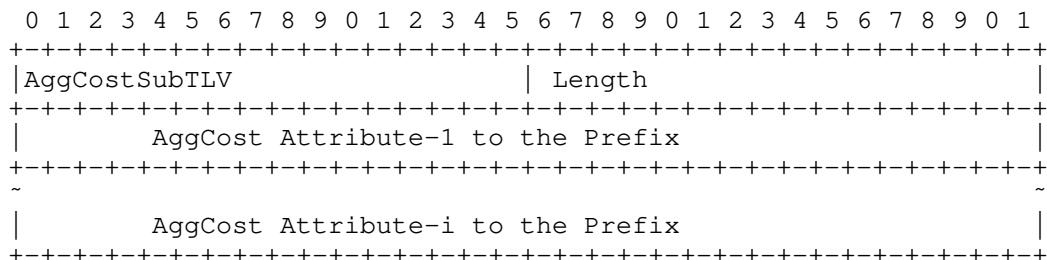 0 1 2 3 4 5 6 7 8 9 0 1 2 3 4 5 6 7 8 9 0 1 2 3 4 5 6 7 8 9 0 1
+-+-+-+-+-+-+-+-+-+-+-+-+-+-+-+-+-+-+-+-+-+-+-+-+-+-+-+-+-+-+-+-+
|AggCostSubTLV                  | Length                        |
+-+-+-+-+-+-+-+-+-+-+-+-+-+-+-+-+-+-+-+-+-+-+-+-+-+-+-+-+-+-+-+-+
|        AggCost Attribute-1 to the Prefix                      |
+-+-+-+-+-+-+-+-+-+-+-+-+-+-+-+-+-+-+-+-+-+-+-+-+-+-+-+-+-+-+-+-+
~                                                               ~
|        AggCost Attribute-i to the Prefix                      |
+-+-+-+-+-+-+-+-+-+-+-+-+-+-+-+-+-+-+-+-+-+-+-+-+-+-+-+-+-+-+-+-+